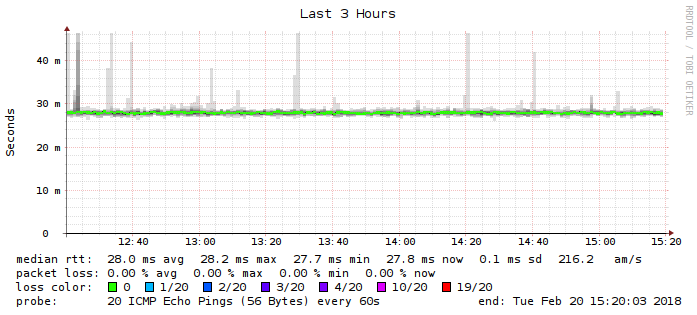 Last 3 Hours
RRDTOOL / TOBI OETIKER
Seconds
40 m
30 m
20 m
10 m
0
12:40 13:00 13:20 13:40 14:00 14:20 14:40 15:00 15:20
median rtt: 28.0 ms avg 28.2 ms max 27.7 ms min 27.8 ms now 0.1 ms sd 216.2 am/s
packet loss: 0.00 % avg 0.00 % max 0.00 % min 0.00 % now
loss color: 0 1/20 2/20 3/20 4/20 10/20 19/20
probe: 20 ICMP Echo Pings (56 Bytes) every 60s end: Tue Feb 20 15:20:03 2018